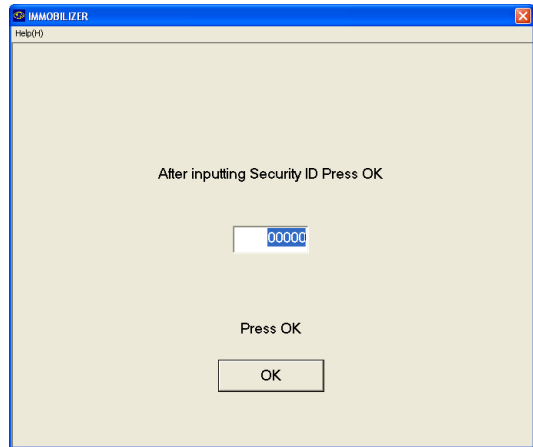 IMMOBILIZER
Help(H)
After inputting Security ID Press OK
00000
Press OK
OK